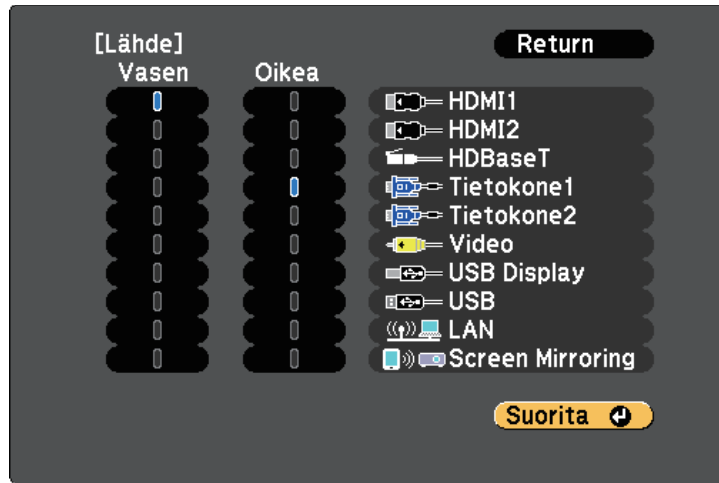 [Lähde] Return
Vasen Oikea
HDMI1
HDMI2
HDBaseT
Tietokone1
Tietokone2
Video
USB Display
USB
LAN
Screen Mirroring
Suorita